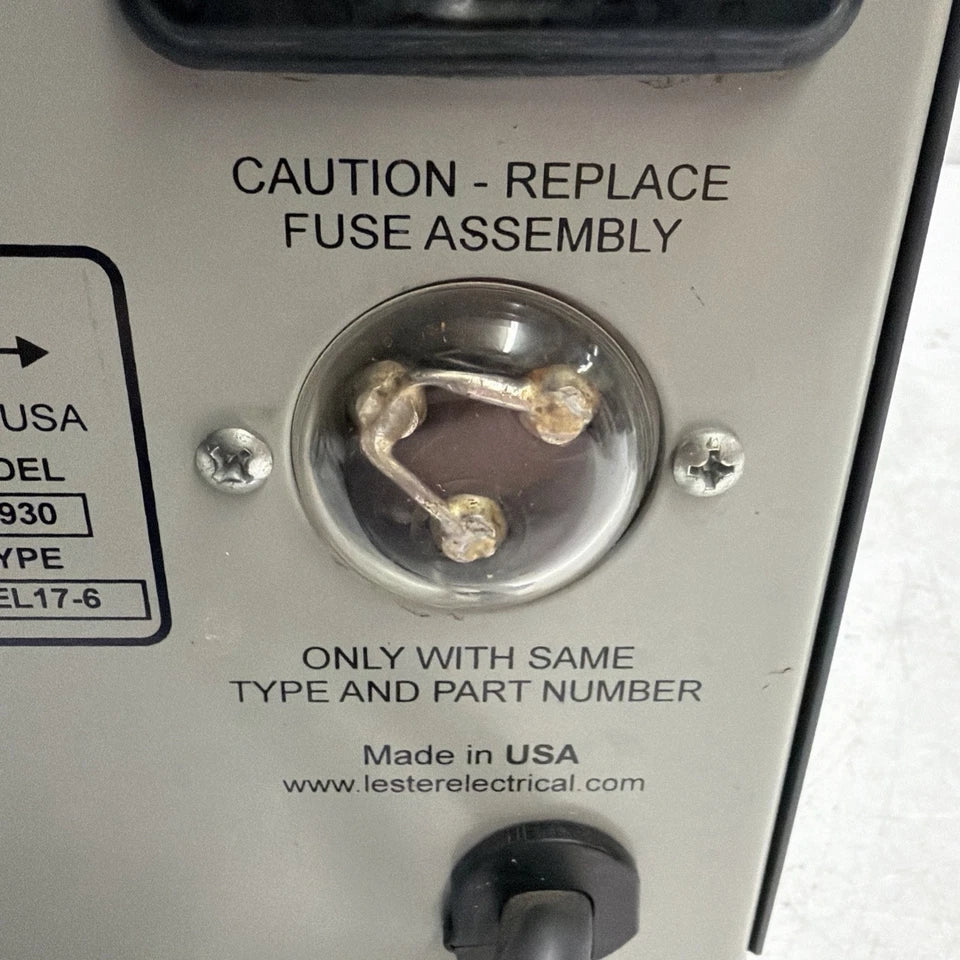 CAUTION - REPLACE
FUSE ASSEMBLY
USA
DEL
930
YPE
EL17-6
ONLY WITH SAME
TYPE AND PART NUMBER
Made in USA
www.lesterelectrical.com